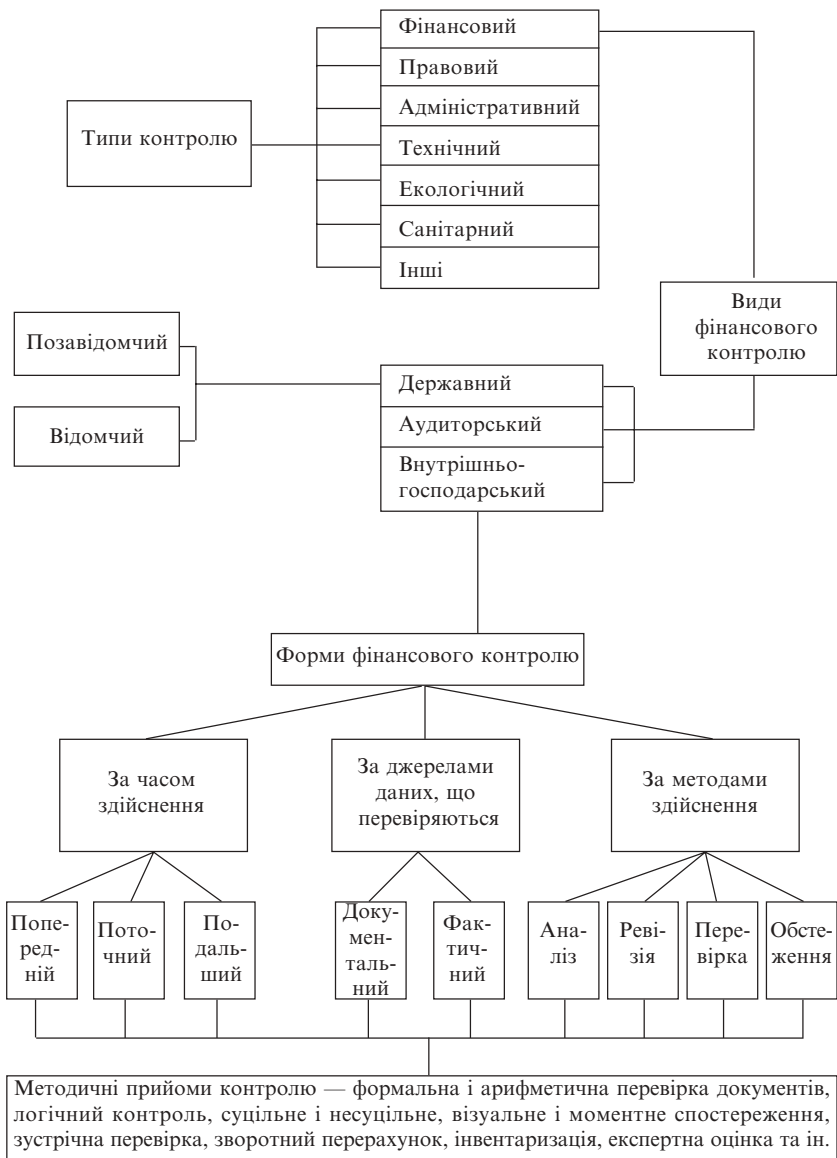 Фінансовий
Правовий
Адміністративний
Типи контролю
Технічний
Екологічний
Санітарний
Інші
Види
фінансового
контролю
Позавідомчий
Відомчий
Державний
Аудиторський
Внутрішньо-
господарський
Форми фінансового контролю
За часом
здійснення
За джерелами
даних, що
перевіряються
За методами
здійснення
Попе-
ред-
ній
Пото-
чний
По-
даль-
ший
Доку-
мен-
таль-
ний
Фак-
тич-
ний
Ана-
ліз
Реві-
зія
Пере-
вірка
Обсте-
ження
Методичні прийоми контролю — формальна і арифметична перевірка документів,
логічний контроль, суцільне і несуцільне, візуальне і моментне спостереження,
зустрічна перевірка, зворотний перерахунок, інвентаризація, експертна оцінка та ін.